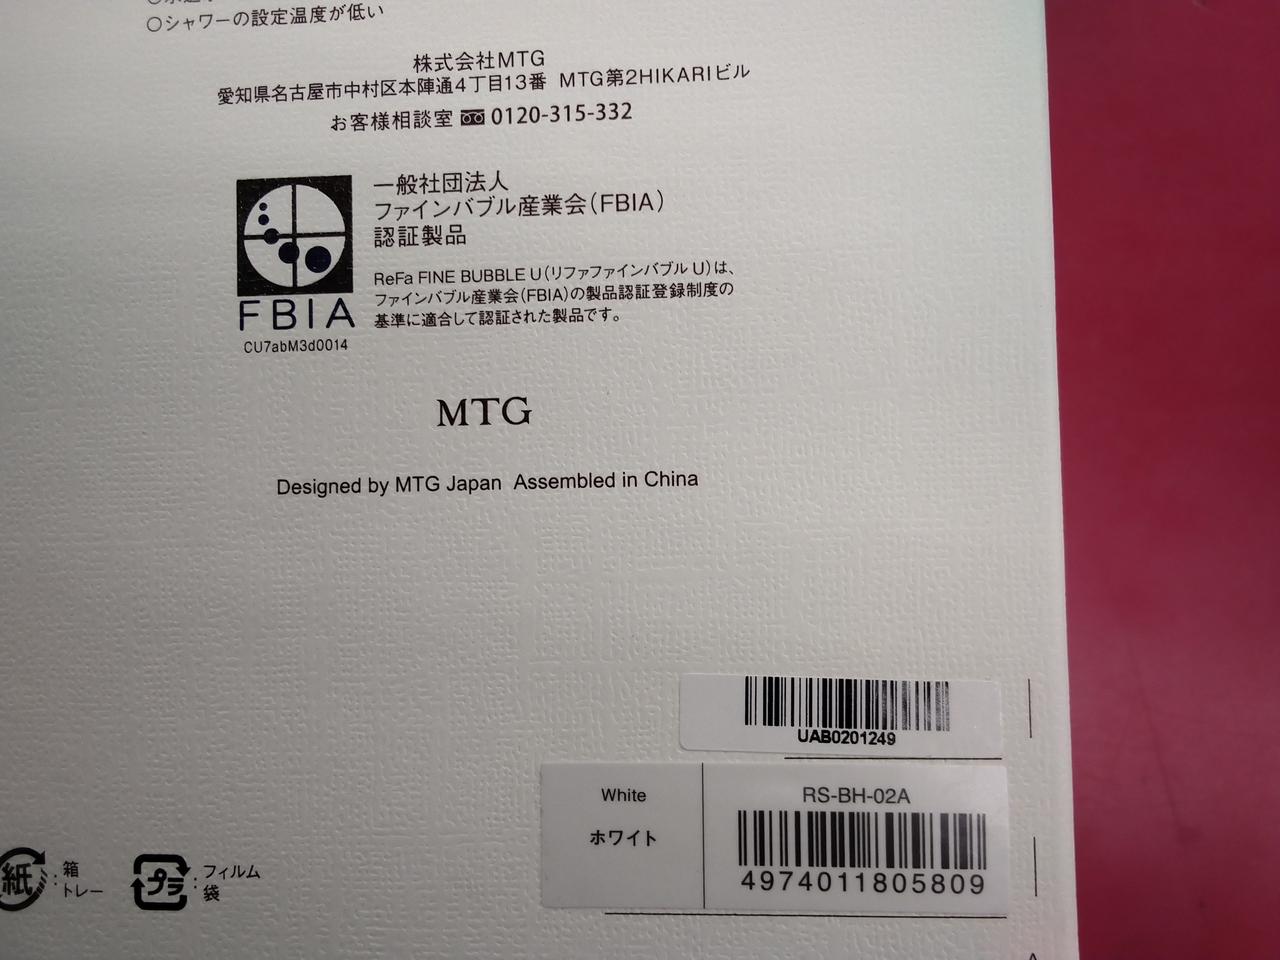 ○シャワーの設定温度が低い
株式会社MTG
愛知県名古屋市中村区本陣通4丁目13番 MTG第2HIKARIビル
お客様相談室 0120-315-332
一般社団法人
ファインバブル産業会(FBIA)
認証製品
ReFa FINE BUBBLE U(リファファインバブル U)は、
ファインバブル産業会(FBIA)の製品認証登録制度の
基準に適合して認証された製品です。
FBIA
CU7abM3d0014
MTG
Designed by MTG Japan Assembled in China
UAB0201249
White
ホワイト
RS-BH-02A
4974011805809
紙 : 箱
トレー
プラ : フィルム
袋